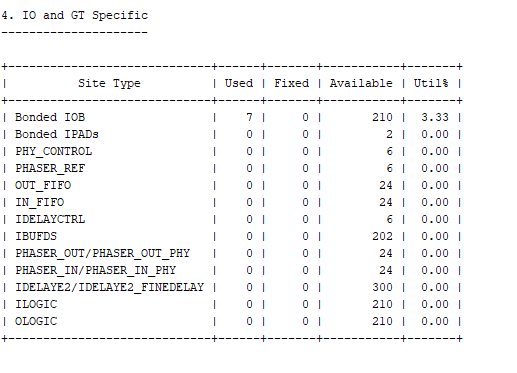 4. IO and GT Specific
---------------------
+-----------------------------+------+-------+-----------+-------+
|          Site Type          | Used | Fixed | Available | Util% |
+-----------------------------+------+-------+-----------+-------+
| Bonded IOB                  |    7 |     0 |       210 |  3.33 |
| Bonded IPADs                |    0 |     0 |         2 |  0.00 |
| PHY_CONTROL                 |    0 |     0 |         6 |  0.00 |
| PHASER_REF                  |    0 |     0 |         6 |  0.00 |
| OUT_FIFO                    |    0 |     0 |        24 |  0.00 |
| IN_FIFO                     |    0 |     0 |        24 |  0.00 |
| IDELAYCTRL                  |    0 |     0 |         6 |  0.00 |
| IBUFDS                      |    0 |     0 |       202 |  0.00 |
| PHASER_OUT/PHASER_OUT_PHY   |    0 |     0 |        24 |  0.00 |
| PHASER_IN/PHASER_IN_PHY     |    0 |     0 |        24 |  0.00 |
| IDELAYE2/IDELAYE2_FINEDELAY |    0 |     0 |       300 |  0.00 |
| ILOGIC                      |    0 |     0 |       210 |  0.00 |
| OLOGIC                      |    0 |     0 |       210 |  0.00 |
+-----------------------------+------+-------+-----------+-------+